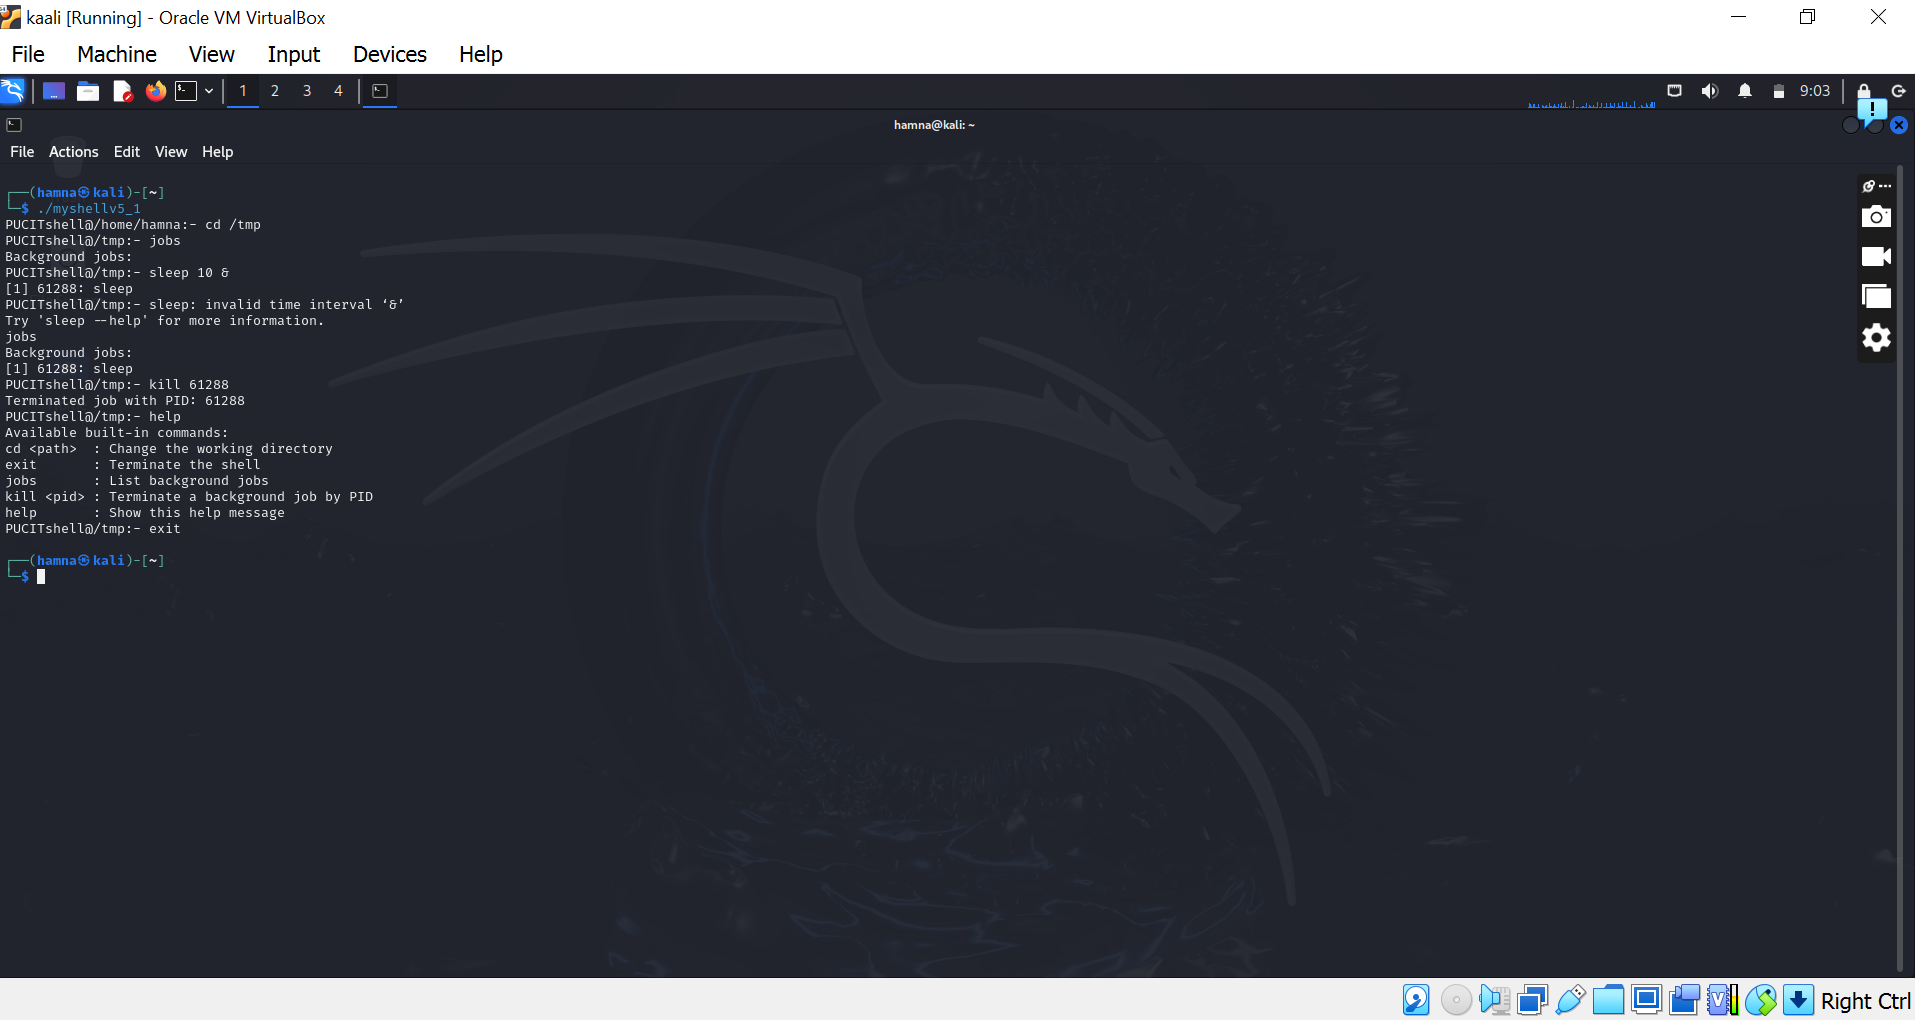 kaali [Running] - Oracle VM VirtualBox
File Machine View Input Devices Help
1 2 3 4 9:03
hamna@kali: ~
File Actions Edit View Help
┌──(hamna㉿kali)-[~]
└─$ ./myshellv5_1
PUCITshell@/home/hamna:- cd /tmp
PUCITshell@/tmp:- jobs
Background jobs:
PUCITshell@/tmp:- sleep 10 &
[1] 61288: sleep
PUCITshell@/tmp:- sleep: invalid time interval ‘&’
Try 'sleep --help' for more information.
jobs
Background jobs:
[1] 61288: sleep
PUCITshell@/tmp:- kill 61288
Terminated job with PID: 61288
PUCITshell@/tmp:- help
Available built-in commands:
cd <path>  : Change the working directory
exit       : Terminate the shell
jobs       : List background jobs
kill <pid> : Terminate a background job by PID
help       : Show this help message
PUCITshell@/tmp:- exit
┌──(hamna㉿kali)-[~]
└─$
Right Ctrl